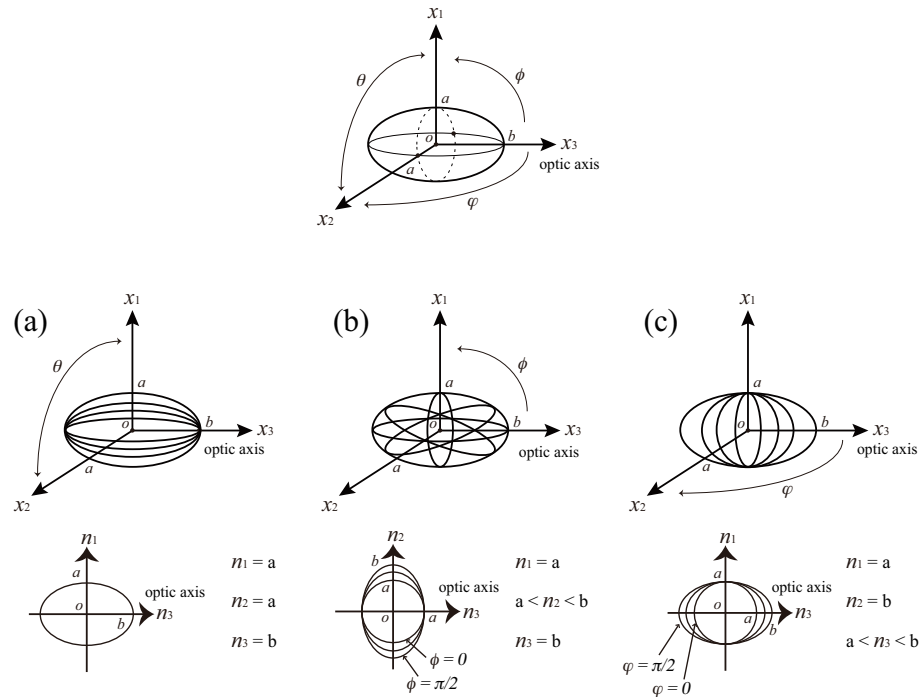 x1
θ
ϕ
a
o
b
x3
optic axis
a
x2
φ
(a)
x1
θ
a
o
b
x3
optic axis
a
x2
(b)
x1
ϕ
a
o
b
x3
optic axis
a
x2
(c)
x1
a
o
b
x3
optic axis
a
x2
φ
n1
a
optic axis
o
b
n3
n1 = a
n2 = a
n3 = b
n2
b
a
optic axis
o
a
n3
ϕ = 0
ϕ = π/2
n1 = a
a < n2 < b
n3 = b
n1
a
optic axis
o
a
b
n3
φ = π/2
φ = 0
n1 = a
n2 = b
a < n3 < b